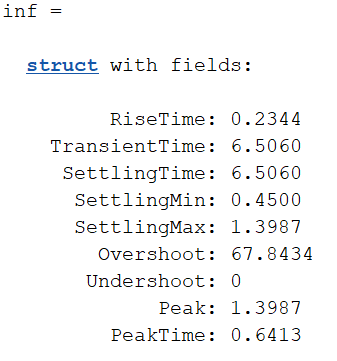 inf =
struct with fields:
RiseTime: 0.2344
TransientTime: 6.5060
SettlingTime: 6.5060
SettlingMin: 0.4500
SettlingMax: 1.3987
Overshoot: 67.8434
Undershoot: 0
Peak: 1.3987
PeakTime: 0.6413